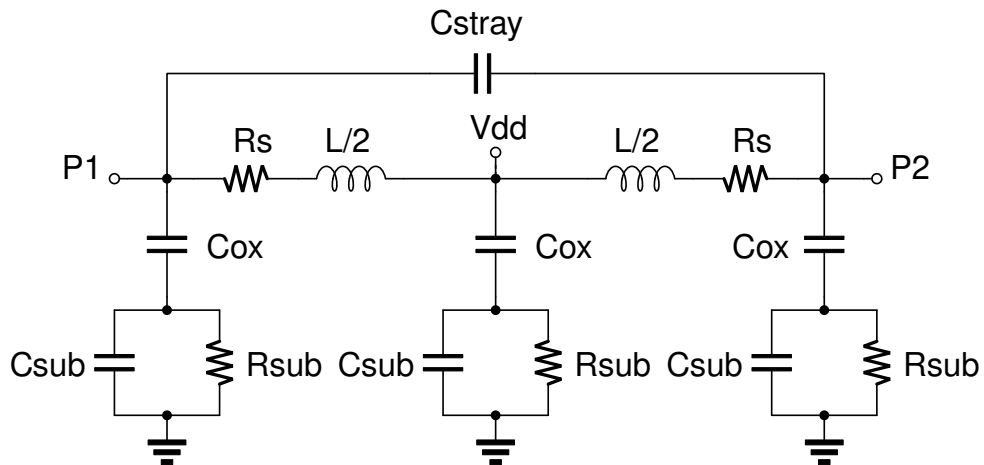 Cstray
Vdd
P1
Rs
L/2
L/2
Rs
P2
Cox
Cox
Cox
Csub
Rsub
Csub
Rsub
Csub
Rsub